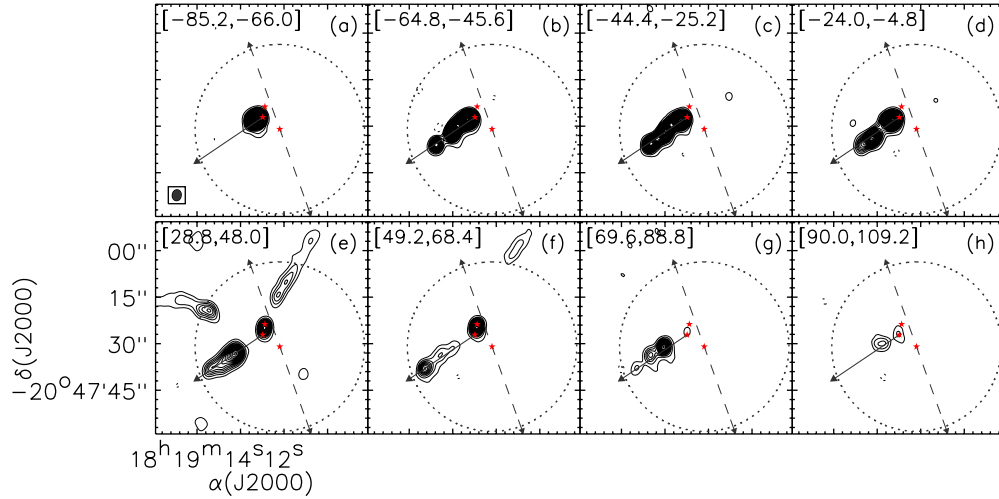 [-85.2,-66.0] (a)
[-64.8,-45.6] (b)
[-44.4,-25.2] (c)
[-24.0,-4.8] (d)
[28.8,48.0] (e)
[49.2,68.4] (f)
[69.6,88.8] (g)
[90.0,109.2] (h)
00"
15"
30"
-20°47'45"
δ(J2000)
18ʰ19ᵐ14ˢ12ˢ
α(J2000)